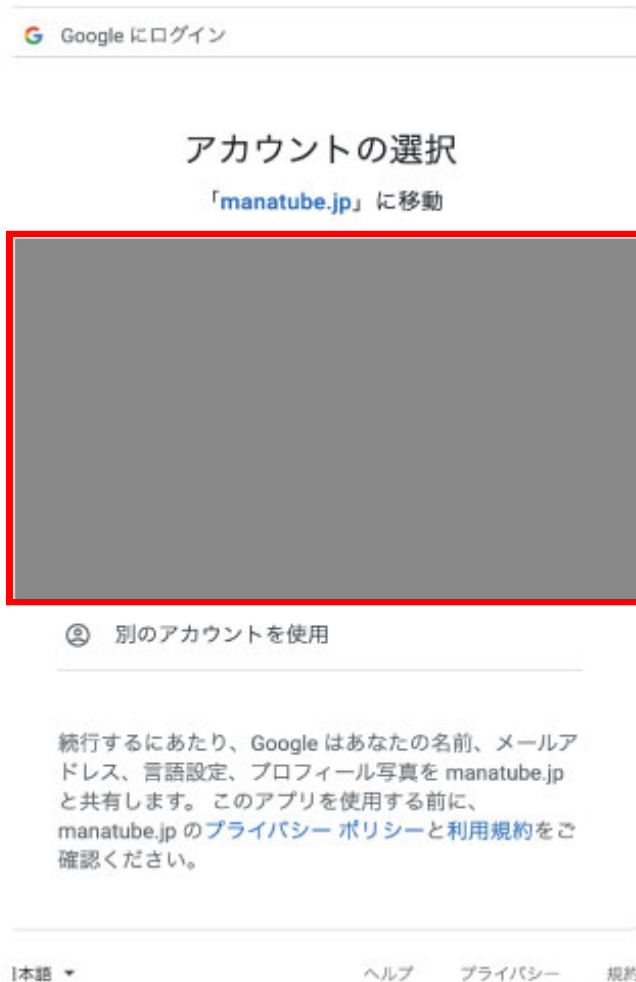 Google にログイン
アカウントの選択
「manatube.jp」に移動
別のアカウントを使用
続行するにあたり、Google はあなたの名前、メールア
ドレス、言語設定、プロフィール写真を manatube.jp
と共有します。 このアプリを使用する前に、
manatube.jp のプライバシー ポリシーと利用規約をご
確認ください。
本語
ヘルプ プライバシー 規約